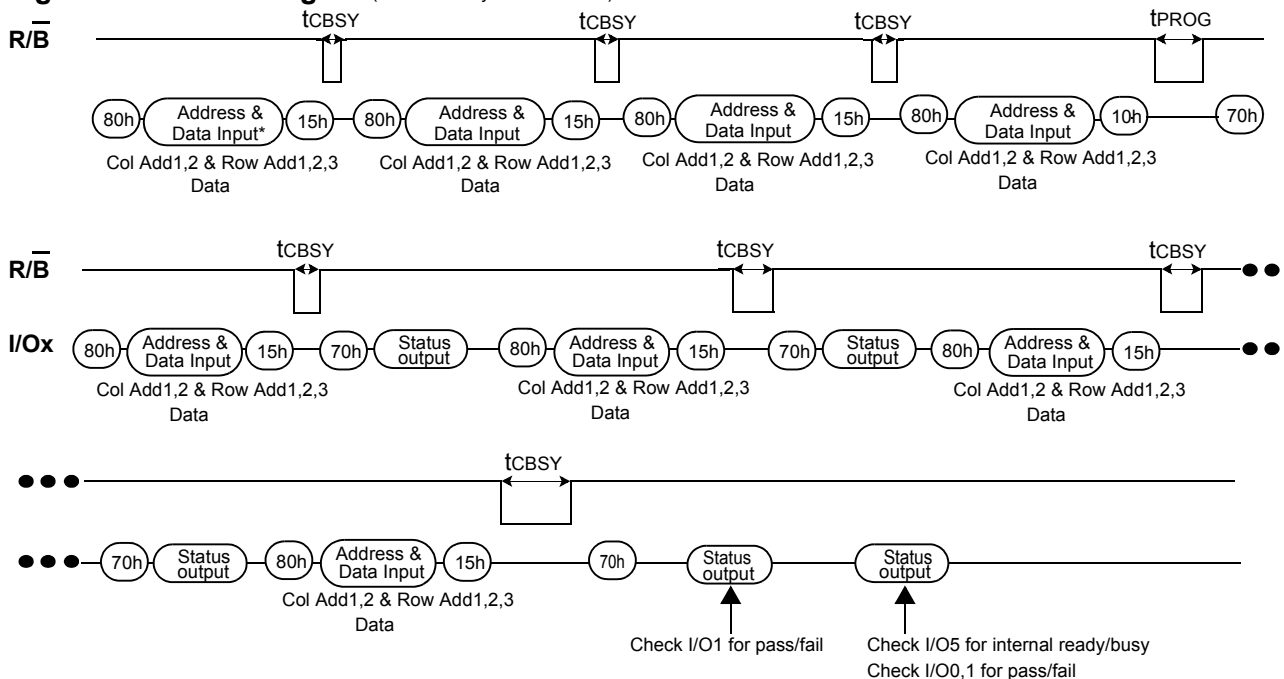 tCBSY tCBSY tCBSY tPROG
R/B
80h Address & Data Input* 15h 80h Address & Data Input 15h 80h Address & Data Input 15h 80h Address & Data Input 10h 70h
Col Add1,2 & Row Add1,2,3 Col Add1,2 & Row Add1,2,3 Col Add1,2 & Row Add1,2,3 Col Add1,2 & Row Add1,2,3
Data Data Data Data
tCBSY tCBSY tCBSY
R/B
I/Ox 80h Address & Data Input 15h 70h Status output 80h Address & Data Input 15h 70h Status output 80h Address & Data Input 15h
Col Add1,2 & Row Add1,2,3 Col Add1,2 & Row Add1,2,3 Col Add1,2 & Row Add1,2,3
Data Data Data
tCBSY
70h Status output 80h Address & Data Input 15h 70h Status output Status output
Col Add1,2 & Row Add1,2,3
Data
Check I/O1 for pass/fail Check I/O5 for internal ready/busy
Check I/O0,1 for pass/fail